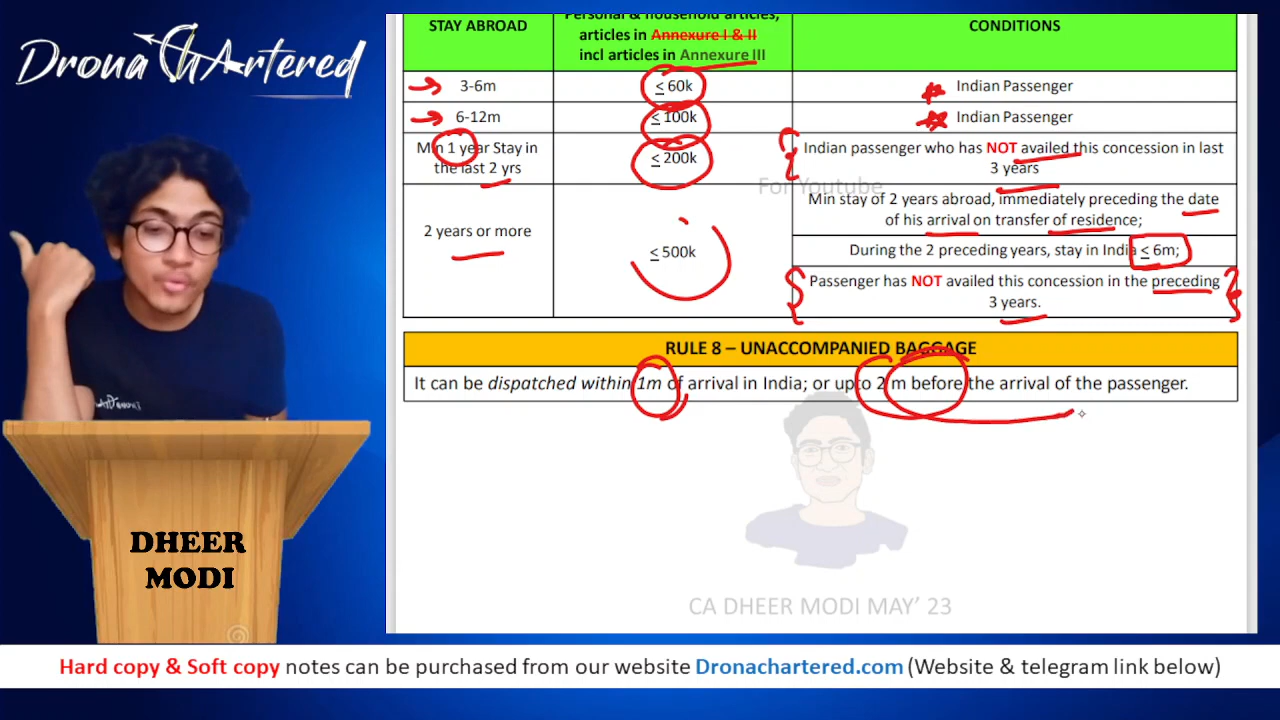 Drona ChArtered
STAY ABROAD
Personal & household articles,
articles in Annexure I & II
incl articles in Annexure III
CONDITIONS
3-6m
≤ 60k
Indian Passenger
6-12m
≤ 100k
Indian Passenger
Min 1 year Stay in
the last 2 yrs
≤ 200k
Indian passenger who has NOT availed this concession in last
3 years
For Youtube
2 years or more
≤ 500k
Min stay of 2 years abroad, immediately preceding the date
of his arrival on transfer of residence;
During the 2 preceding years, stay in India ≤ 6m;
Passenger has NOT availed this concession in the preceding
3 years.
RULE 8 – UNACCOMPANIED BAGGAGE
It can be dispatched within 1m of arrival in India; or upto 2 m before the arrival of the passenger.
DHEER
MODI
CA DHEER MODI MAY' 23
Hard copy & Soft copy notes can be purchased from our website Dronachartered.com (Website & telegram link below)